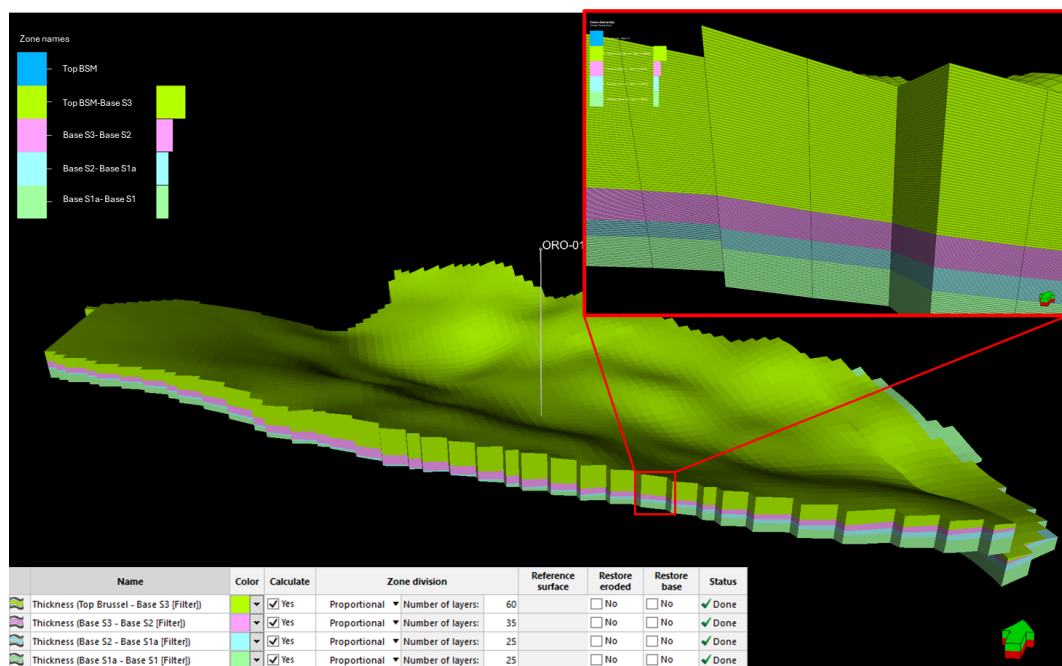 Zone names
Top BSM
Top BSM-Base S3
Base S3- Base S2
Base S2- Base S1a
Base S1a- Base S1
ORO-01
Name Color Calculate Zone division Reference surface Restore eroded Restore base Status
Thickness (Top Brussel - Base S3 [Filter]) Yes Proportional Number of layers: 60 No No Done
Thickness (Base S3 - Base S2 [Filter]) Yes Proportional Number of layers: 35 No No Done
Thickness (Base S2 - Base S1a [Filter]) Yes Proportional Number of layers: 25 No No Done
Thickness (Base S1a - Base S1 [Filter]) Yes Proportional Number of layers: 25 No No Done